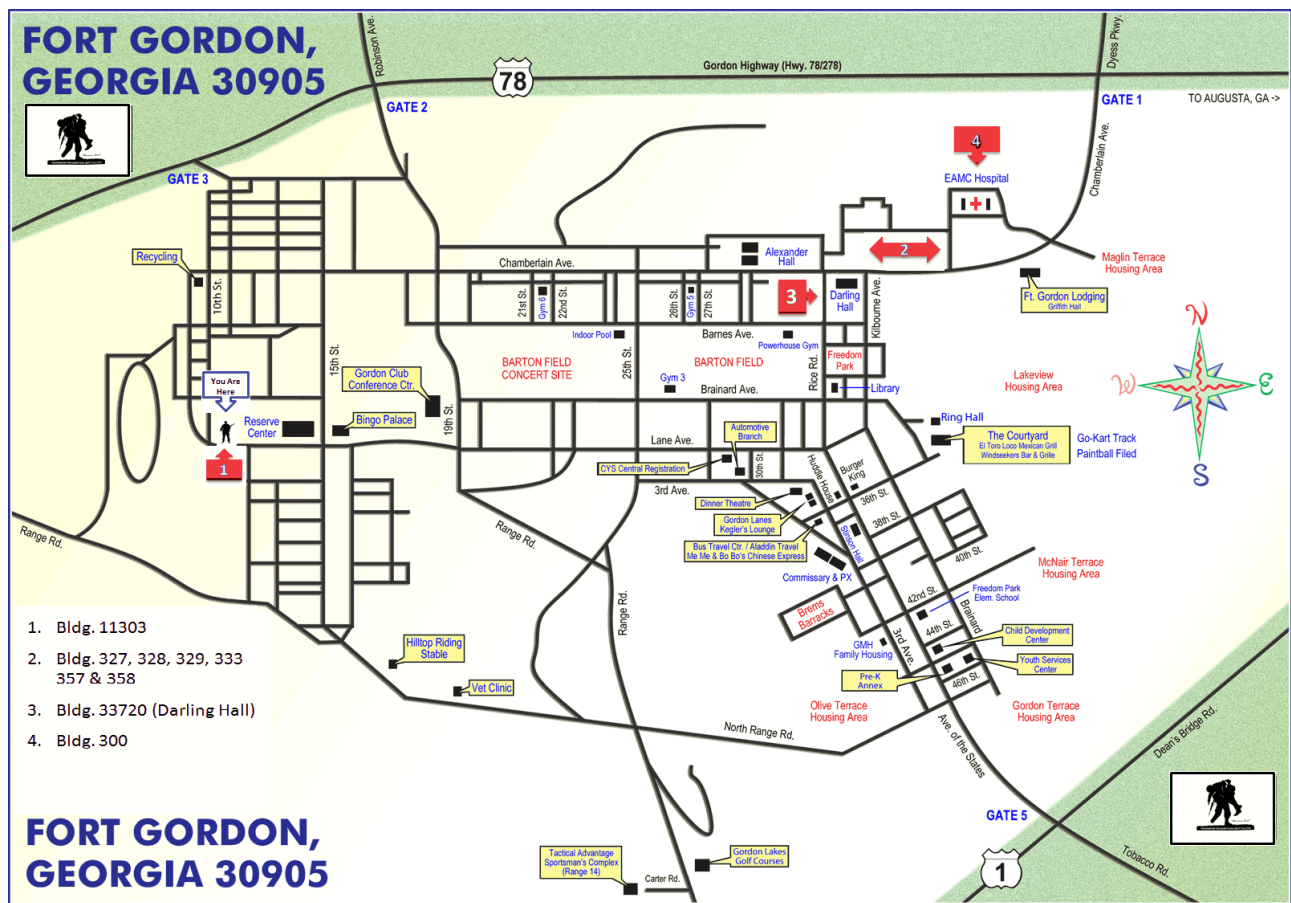 FORT GORDON,
GEORGIA 30905
Robinson Ave.
78
Gordon Highway (Hwy. 78/278)
Dyess Pkwy.
GATE 2
GATE 1
TO AUGUSTA, GA ->
GATE 3
4
EAMC Hospital
Chamberlain Ave.
2
Maglin Terrace
Housing Area
Recycling
Chamberlain Ave.
Alexander
Hall
10th St.
21st St.
Gym 6
22nd St.
26th St.
Gym 5
27th St.
3
Darling
Hall
Kilbourne Ave.
Ft. Gordon Lodging
Griffith Hall
N
W
E
S
15th St.
Indoor Pool
25th St.
Barnes Ave.
Powerhouse Gym
BARTON FIELD
CONCERT SITE
BARTON FIELD
Rice Rd.
Freedom
Park
Lakeview
Housing Area
You Are
Here
Gordon Club
Conference Ctr.
Gym 3
Brainard Ave.
Library
19th St.
Reserve
Center
Bingo Palace
Ring Hall
1
Lane Ave.
Automotive
Branch
The Courtyard
El Toro Loco Mexican Grill
Windseekers Bar & Grille
Go-Kart Track
Paintball Filed
CYS Central Registration
30th St.
Huddle House
Burger
King
3rd Ave.
Dinner Theatre
36th St.
Gordon Lanes
Kegler's Lounge
38th St.
Stinson Hall
Range Rd.
Range Rd.
Bus Travel Ctr. / Aladdin Travel
Me Me & Bo Bo's Chinese Express
40th St.
Commissary & PX
McNair Terrace
Housing Area
Range Rd.
Brems
Barracks
42nd St.
Freedom Park
Elem. School
Brainard
44th St.
1. Bldg. 11303
2. Bldg. 327, 328, 329, 333
357 & 358
3. Bldg. 33720 (Darling Hall)
4. Bldg. 300
Hilltop Riding
Stable
Vet Clinic
GMH
Family Housing
3rd Ave.
Child Development
Center
Youth Services
Center
Pre-K
Annex
46th St.
Olive Terrace
Housing Area
Gordon Terrace
Housing Area
North Range Rd.
Ave. of the States
Dean's Bridge Rd.
GATE 5
1
Tobacco Rd.
FORT GORDON,
GEORGIA 30905
Tactical Advantage
Sportsman's Complex
(Range 14)
Gordon Lakes
Golf Courses
Carter Rd.